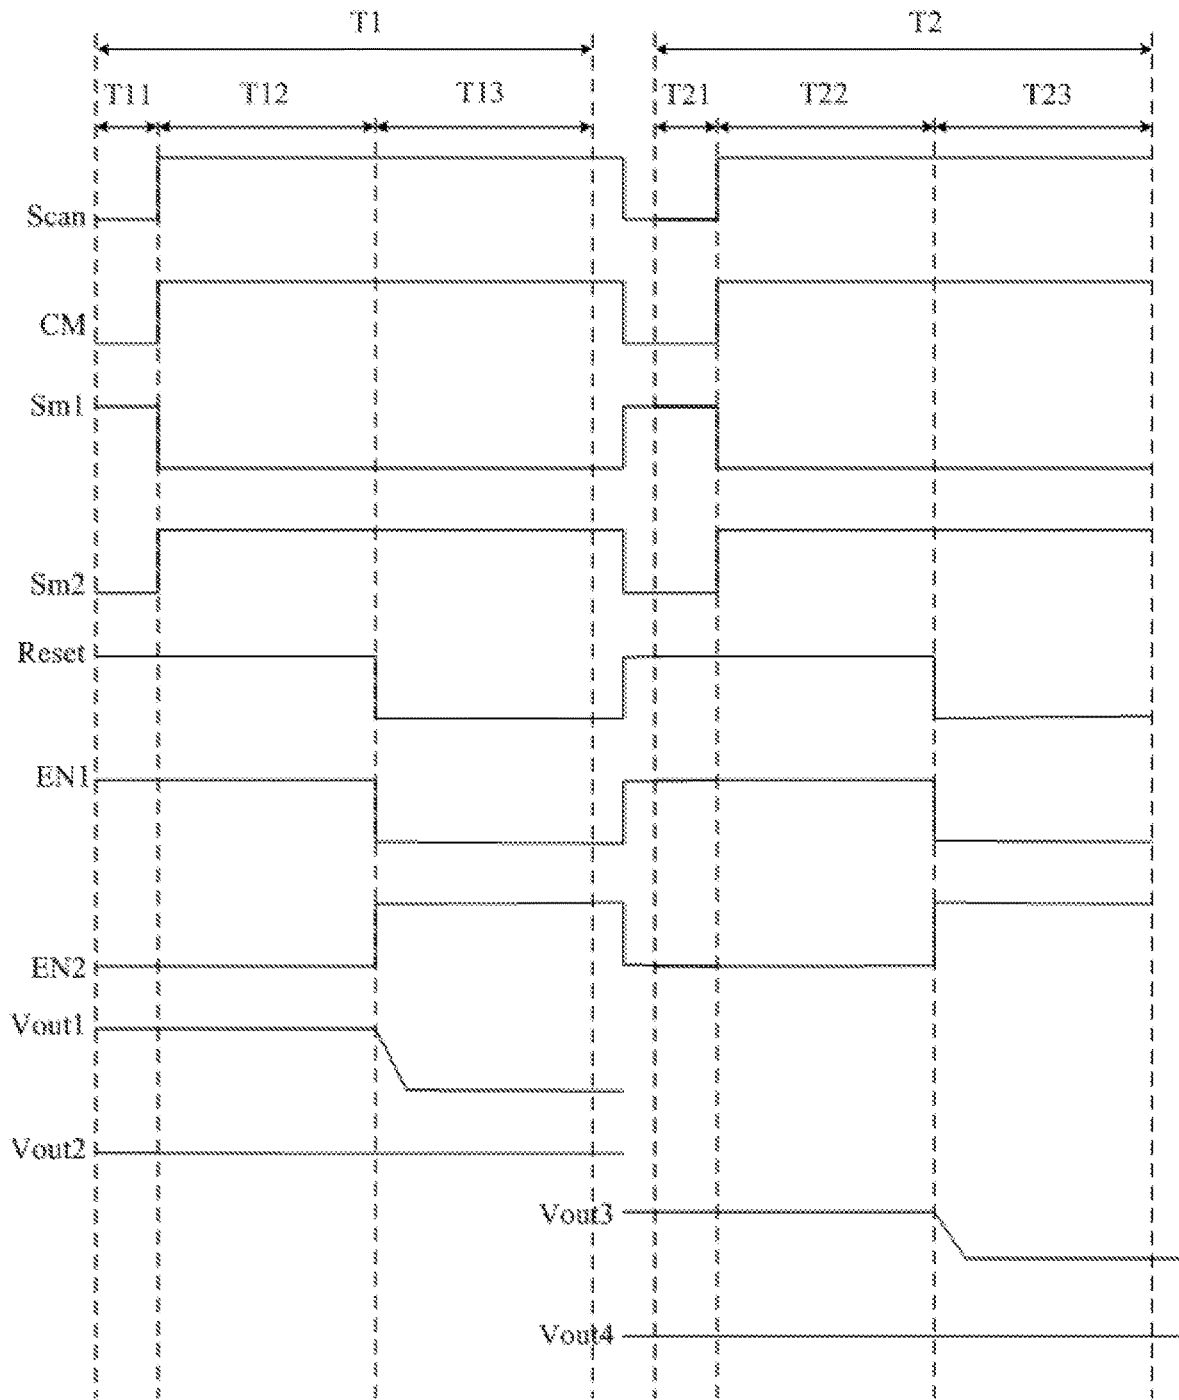 T1 T2
T11 T12 T13 T21 T22 T23
Scan
CM
Sm1
Sm2
Reset
EN1
EN2
Vout1
Vout2
Vout3
Vout4